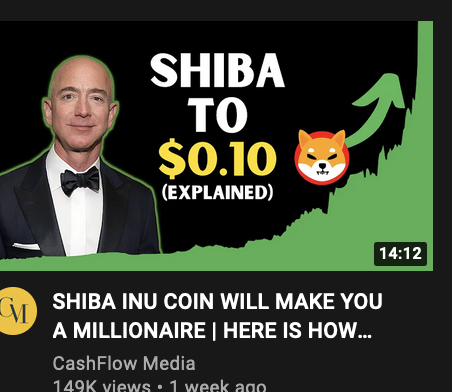 SHIBA
TO
$0.10
(EXPLAINED)
14:12
CM
SHIBA INU COIN WILL MAKE YOU
A MILLIONAIRE | HERE IS HOW...
CashFlow Media
149K views • 1 week ago